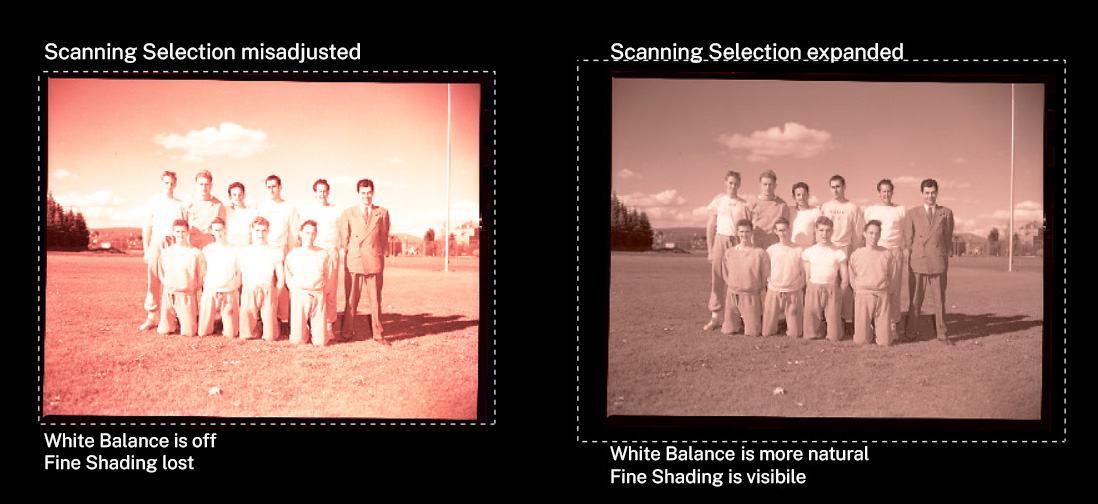 Scanning Selection misadjusted
White Balance is off
Fine Shading lost
Scanning Selection expanded
White Balance is more natural
Fine Shading is visibile